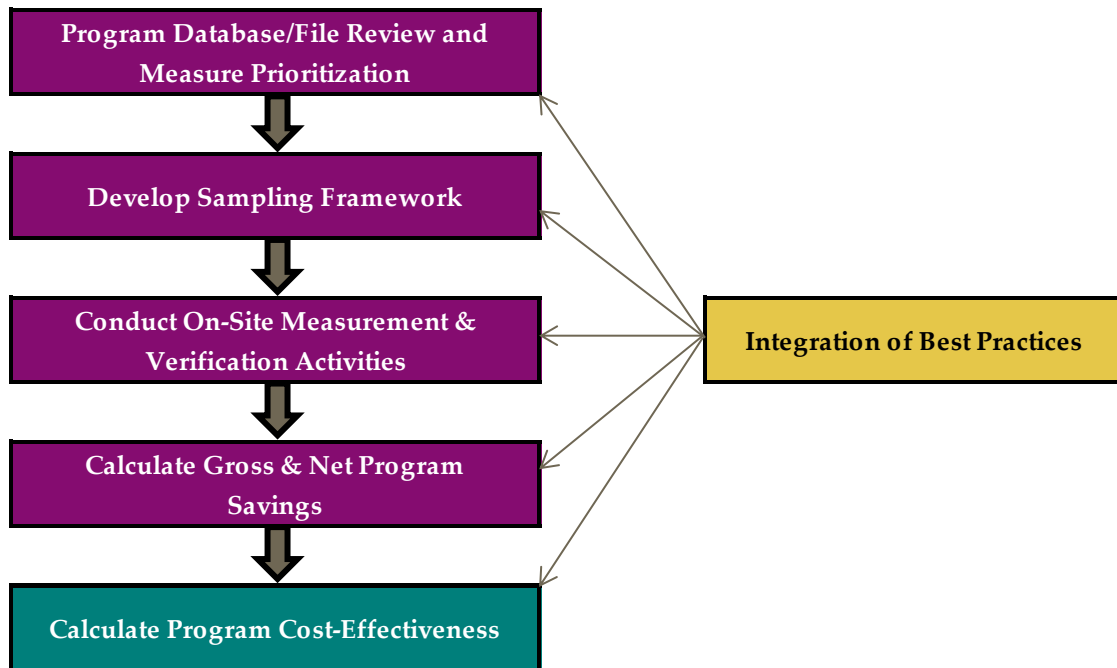 Program Database/File Review and
Measure Prioritization
Develop Sampling Framework
Conduct On-Site Measurement &
Verification Activities
Integration of Best Practices
Calculate Gross & Net Program
Savings
Calculate Program Cost-Effectiveness